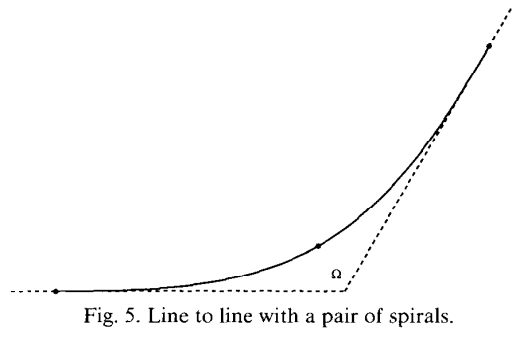 Ω
Fig. 5. Line to line with a pair of spirals.